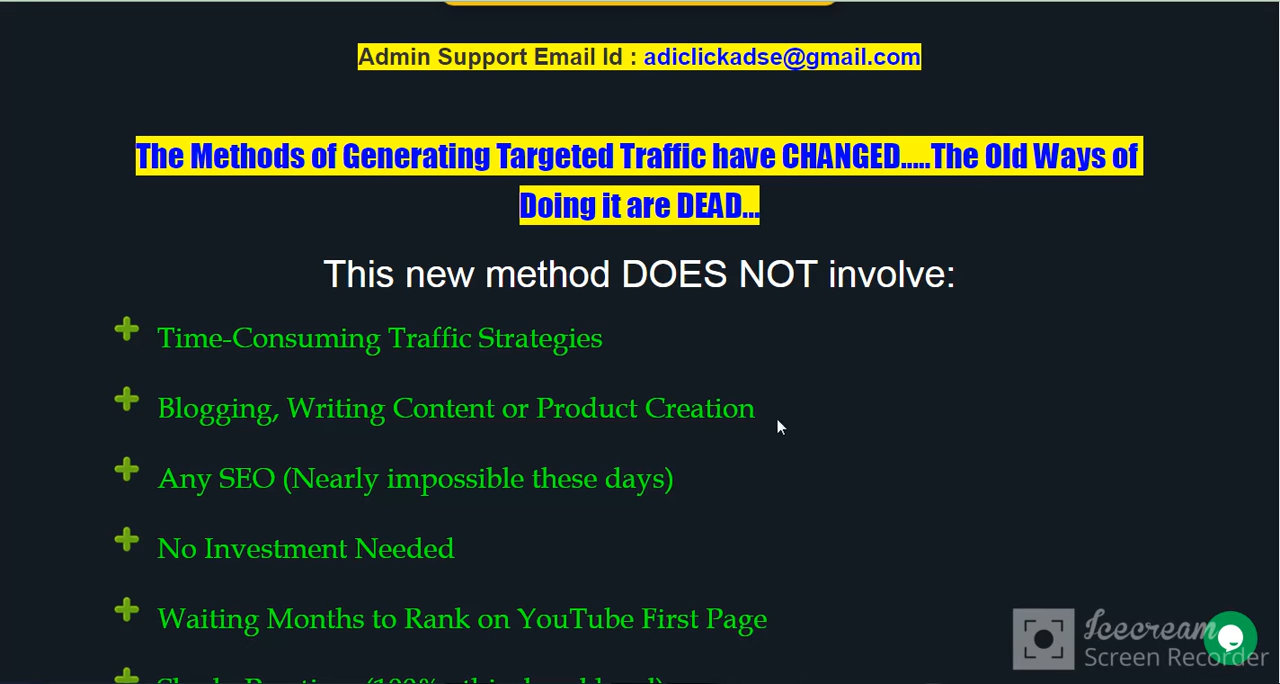 Admin Support Email Id : adiclickadse@gmail.com
The Methods of Generating Targeted Traffic have CHANGED.....The Old Ways of
Doing it are DEAD...
This new method DOES NOT involve:
Time-Consuming Traffic Strategies
Blogging, Writing Content or Product Creation
Any SEO (Nearly impossible these days)
No Investment Needed
Waiting Months to Rank on YouTube First Page
Icecream
Screen Recorder